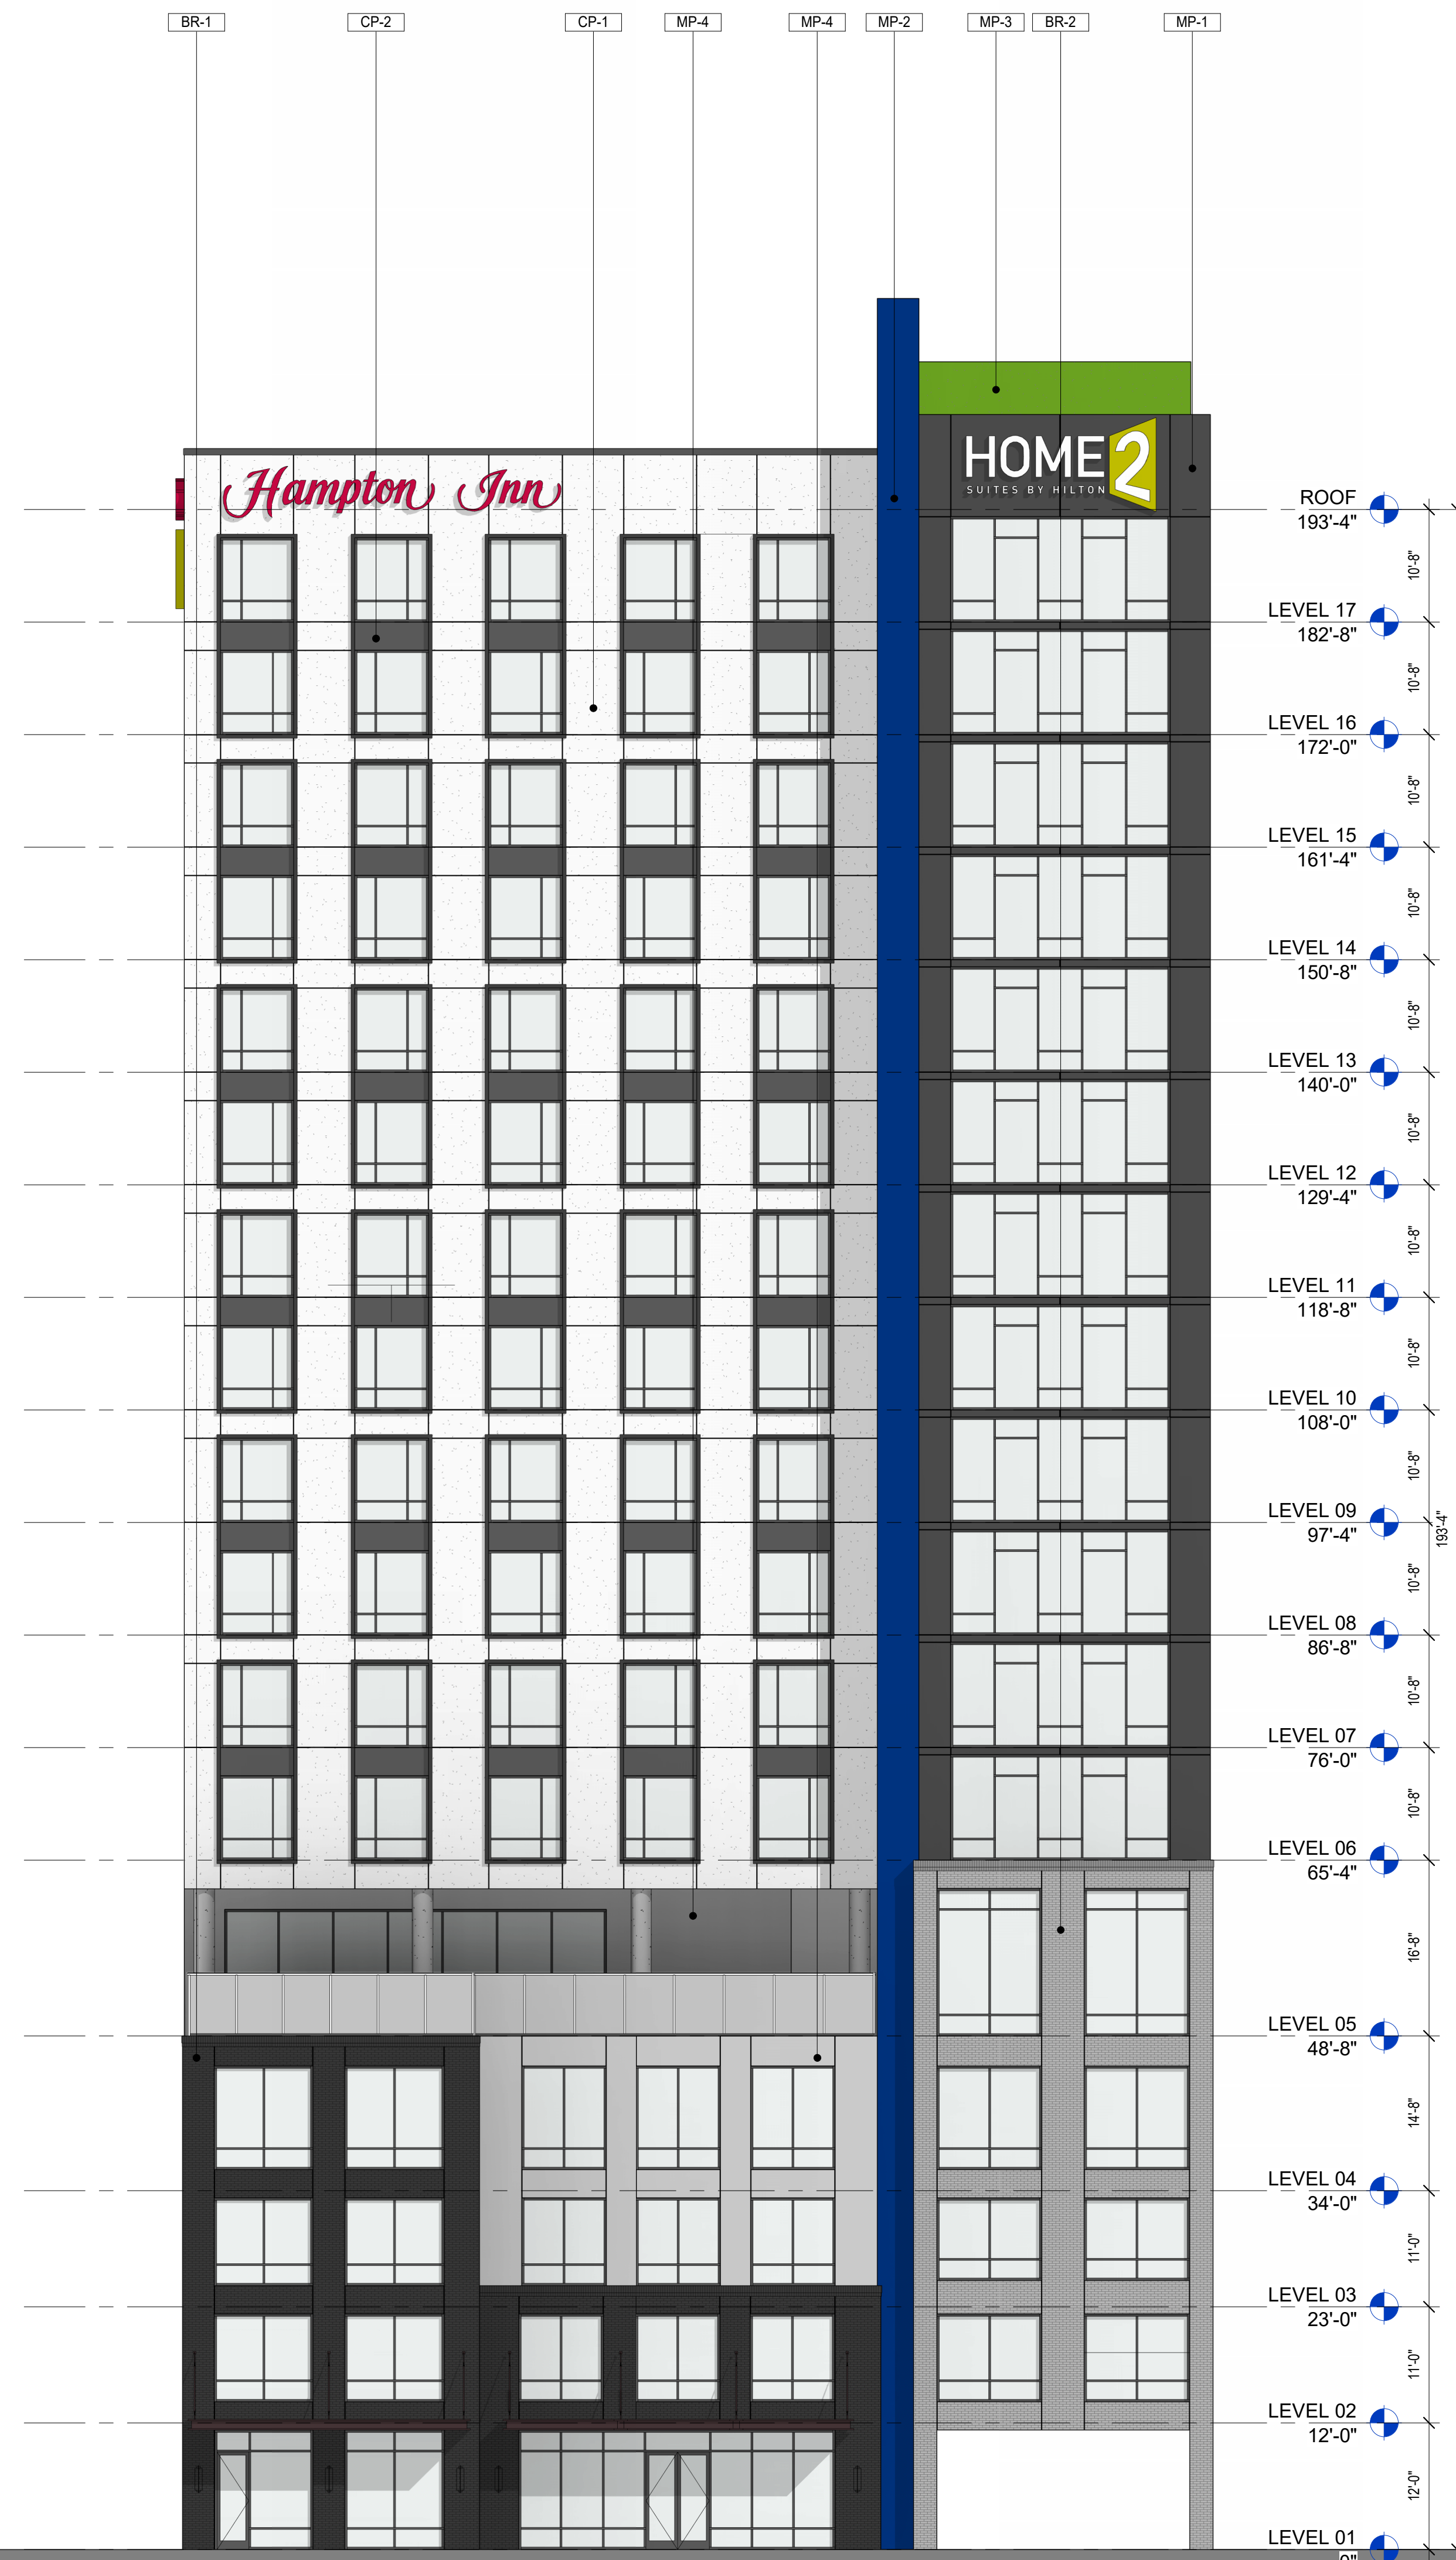 BR-1 CP-2 CP-1 MP-4 MP-4 MP-2 MP-3 BR-2 MP-1
Hampton Inn
HOME2
SUITES BY HILTON
ROOF
193'-4"
10'-8"
LEVEL 17
182'-8"
10'-8"
LEVEL 16
172'-0"
10'-8"
LEVEL 15
161'-4"
10'-8"
LEVEL 14
150'-8"
10'-8"
LEVEL 13
140'-0"
10'-8"
LEVEL 12
129'-4"
10'-8"
LEVEL 11
118'-8"
10'-8"
LEVEL 10
108'-0"
10'-8"
LEVEL 09
97'-4"
193'-4"
10'-8"
LEVEL 08
86'-8"
10'-8"
LEVEL 07
76'-0"
10'-8"
LEVEL 06
65'-4"
16'-8"
LEVEL 05
48'-8"
14'-8"
LEVEL 04
34'-0"
11'-0"
LEVEL 03
23'-0"
11'-0"
LEVEL 02
12'-0"
12'-0"
LEVEL 01